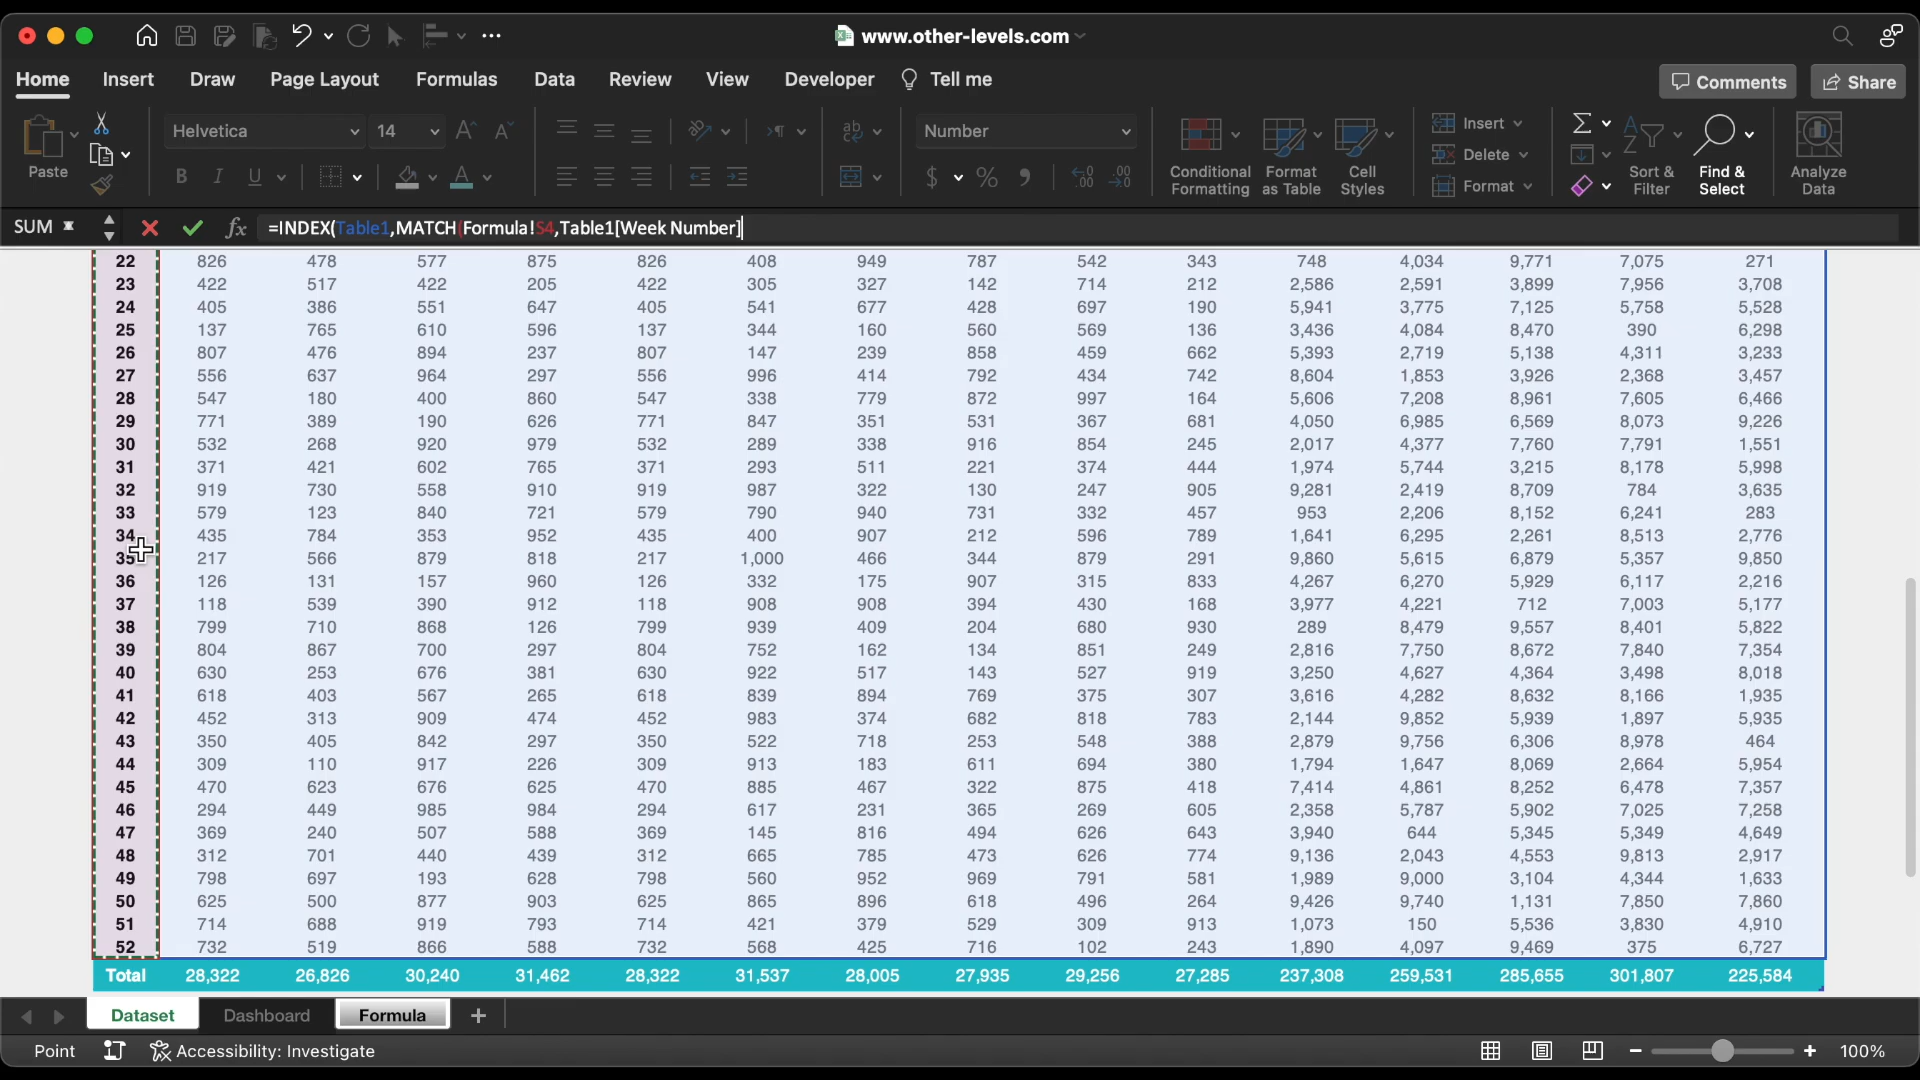 www.other-levels.com
Home Insert Draw Page Layout Formulas Data Review View Developer Tell me Comments Share
Paste Helvetica 14 Number Conditional Formatting Format as Table Cell Styles Insert Delete Format Sort & Filter Find & Select Analyze Data
SUM fx =INDEX(Table1,MATCH(Formula!S4,Table1[Week Number]
22 826 478 577 875 826 408 949 787 542 343 748 4,034 9,771 7,075 271
23 422 517 422 205 422 305 327 142 714 212 2,586 2,591 3,899 7,956 3,708
24 405 386 551 647 405 541 677 428 697 190 5,941 3,775 7,125 5,758 5,528
25 137 765 610 596 137 344 160 560 569 136 3,436 4,084 8,470 390 6,298
26 807 476 894 237 807 147 239 858 459 662 5,393 2,719 5,138 4,311 3,233
27 556 637 964 297 556 996 414 792 434 742 8,604 1,853 3,926 2,368 3,457
28 547 180 400 860 547 338 779 872 997 164 5,606 7,208 8,961 7,605 6,466
29 771 389 190 626 771 847 351 531 367 681 4,050 6,985 6,569 8,073 9,226
30 532 268 920 979 532 289 338 916 854 245 2,017 4,377 7,760 7,791 1,551
31 371 421 602 765 371 293 511 221 374 444 1,974 5,744 3,215 8,178 5,998
32 919 730 558 910 919 987 322 130 247 905 9,281 2,419 8,709 784 3,635
33 579 123 840 721 579 790 940 731 332 457 953 2,206 8,152 6,241 283
34 435 784 353 952 435 400 907 212 596 789 1,641 6,295 2,261 8,513 2,776
35 217 566 879 818 217 1,000 466 344 879 291 9,860 5,615 6,879 5,357 9,850
36 126 131 157 960 126 332 175 907 315 833 4,267 6,270 5,929 6,117 2,216
37 118 539 390 912 118 908 908 394 430 168 3,977 4,221 712 7,003 5,177
38 799 710 868 126 799 939 409 204 680 930 289 8,479 9,557 8,401 5,822
39 804 867 700 297 804 752 162 134 851 249 2,816 7,750 8,672 7,840 7,354
40 630 253 676 381 630 922 517 143 527 919 3,250 4,627 4,364 3,498 8,018
41 618 403 567 265 618 839 894 769 375 307 3,616 4,282 8,632 8,166 1,935
42 452 313 909 474 452 983 374 682 818 783 2,144 9,852 5,939 1,897 5,935
43 350 405 842 297 350 522 718 253 548 388 2,879 9,756 6,306 8,978 464
44 309 110 917 226 309 913 183 611 694 380 1,794 1,647 8,069 2,664 5,954
45 470 623 676 625 470 885 467 322 875 418 7,414 4,861 8,252 6,478 7,357
46 294 449 985 984 294 617 231 365 269 605 2,358 5,787 5,902 7,025 7,258
47 369 240 507 588 369 145 816 494 626 643 3,940 644 5,345 5,349 4,649
48 312 701 440 439 312 665 785 473 626 774 9,136 2,043 4,553 9,813 2,917
49 798 697 193 628 798 560 952 969 791 581 1,989 9,000 3,104 4,344 1,633
50 625 500 877 903 625 865 896 618 496 264 9,426 9,740 1,131 7,850 7,860
51 714 688 919 793 714 421 379 529 309 913 1,073 150 5,536 3,830 4,910
52 732 519 866 588 732 568 425 716 102 243 1,890 4,097 9,469 375 6,727
Total 28,322 26,826 30,240 31,462 28,322 31,537 28,005 27,935 29,256 27,285 237,308 259,531 285,655 301,807 225,584
Dataset Dashboard Formula
Point Accessibility: Investigate 100%